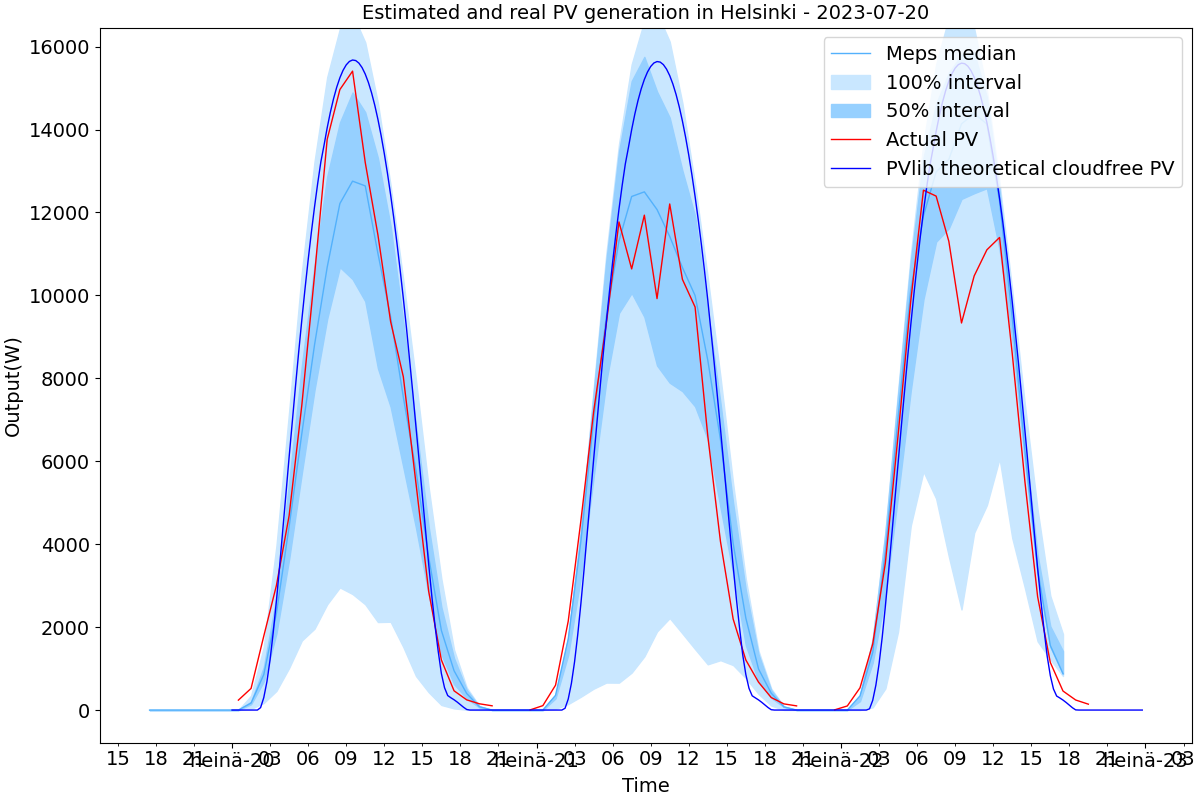 Estimated and real PV generation in Helsinki - 2023-07-20
Meps median
100% interval
50% interval
Actual PV
PVlib theoretical cloudfree PV
16000
14000
12000
10000
8000
6000
4000
2000
0
Output(W)
15 18 21 heinä-20 03 06 09 12 15 18 21 heinä-21 03 06 09 12 15 18 21 heinä-22 03 06 09 12 15 18 21 heinä-23 03
Time